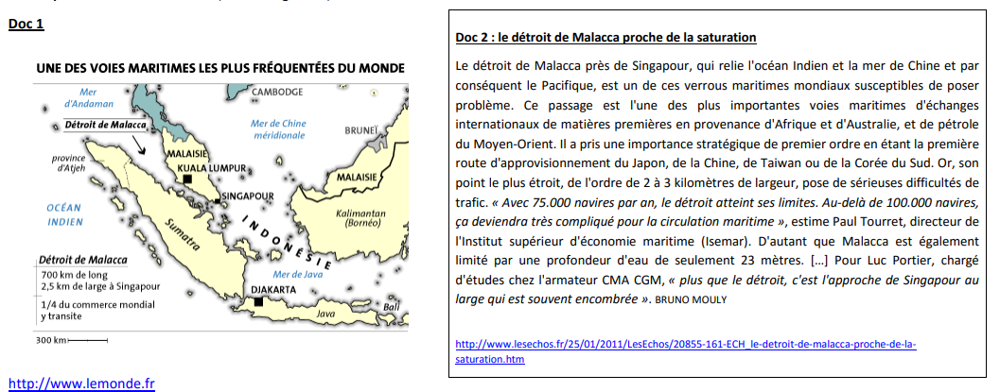 Doc 1
UNE DES VOIES MARITIMES LES PLUS FRÉQUENTÉES DU MONDE
Mer
d'Andaman
CAMBODGE
Détroit de Malacca
Mer de Chine
méridionale
BRUNEÏ
province
d'Atjeh
MALAISIE
KUALA LUMPUR
MALAISIE
SINGAPOUR
OCÉAN
INDIEN
Kalimantan
(Bornéo)
Sumatra
INDONÉSIE
Détroit de Malacca
700 km de long
2,5 km de large à Singapour
1/4 du commerce mondial
y transite
Mer de Java
DJAKARTA
Java
Bali
300 km
http://www.lemonde.fr
Doc 2 : le détroit de Malacca proche de la saturation
Le détroit de Malacca près de Singapour, qui relie l'océan Indien et la mer de Chine et par
conséquent le Pacifique, est un de ces verrous maritimes mondiaux susceptibles de poser
problème. Ce passage est l'une des plus importantes voies maritimes d'échanges
internationaux de matières premières en provenance d'Afrique et d'Australie, et de pétrole
du Moyen-Orient. Il a pris une importance stratégique de premier ordre en étant la première
route d'approvisionnement du Japon, de la Chine, de Taiwan ou de la Corée du Sud. Or, son
point le plus étroit, de l'ordre de 2 à 3 kilomètres de largeur, pose de sérieuses difficultés de
trafic. « Avec 75.000 navires par an, le détroit atteint ses limites. Au-delà de 100.000 navires,
ça deviendra très compliqué pour la circulation maritime », estime Paul Tourret, directeur de
l'Institut supérieur d'économie maritime (Isemar). D'autant que Malacca est également
limité par une profondeur d'eau de seulement 23 mètres. […] Pour Luc Portier, chargé
d'études chez l'armateur CMA CGM, « plus que le détroit, c'est l'approche de Singapour au
large qui est souvent encombrée ». BRUNO MOULY
http://www.lesechos.fr/25/01/2011/LesEchos/20855-161-ECH_le-detroit-de-malacca-proche-de-la-
saturation.htm